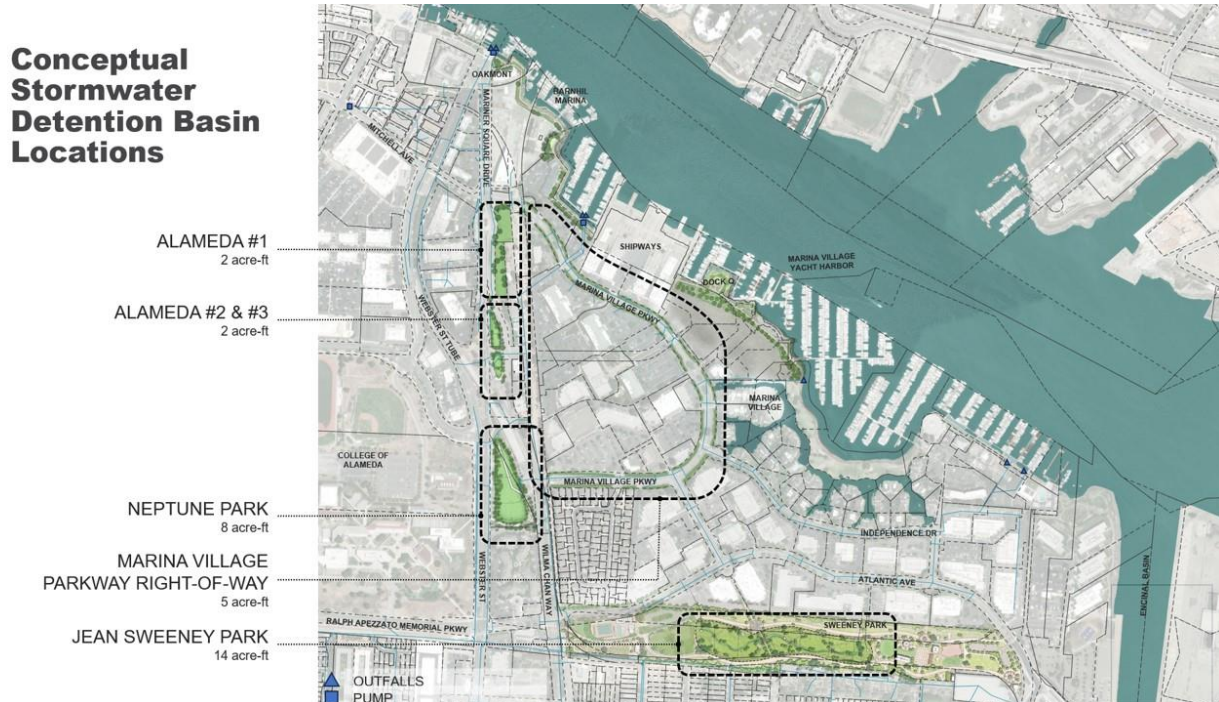 Conceptual
Stormwater
Detention Basin
Locations
ALAMEDA #1
2 acre-ft
ALAMEDA #2 & #3
2 acre-ft
NEPTUNE PARK
8 acre-ft
MARINA VILLAGE
PARKWAY RIGHT-OF-WAY
5 acre-ft
JEAN SWEENEY PARK
14 acre-ft
OAKMONT
BARNHIL
MARINA
MITCHELL AVE
MARINER SQUARE DRIVE
SHIPWAYS
MARINA VILLAGE
YACHT HARBOR
DOCK O
MARINA VILLAGE PKWY
WEBSTER ST TUBE
MARINA
VILLAGE
COLLEGE OF
ALAMEDA
MARINA VILLAGE PKWY
INDEPENDENCE DR
WEBSTER ST
WILMA CHAN WAY
ATLANTIC AVE
ENCINAL BASIN
RALPH APEZZATO MEMORIAL PKWY
SWEENEY PARK
OUTFALLS
PUMP